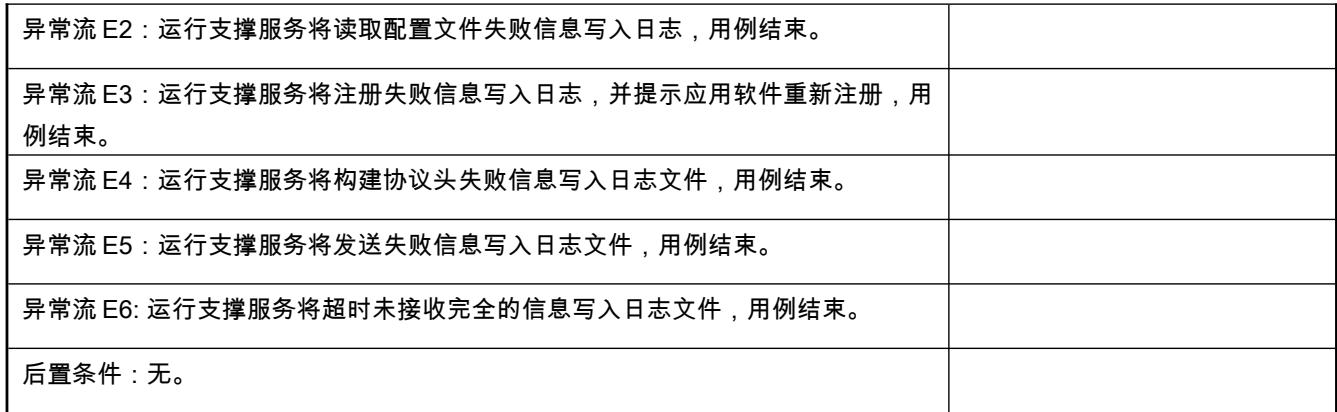 异常流 E2：运行支撑服务将读取配置文件失败信息写入日志，用例结束。
异常流 E3：运行支撑服务将注册失败信息写入日志，并提示应用软件重新注册，用
例结束。
异常流 E4：运行支撑服务将构建协议头失败信息写入日志文件，用例结束。
异常流 E5：运行支撑服务将发送失败信息写入日志文件，用例结束。
异常流 E6: 运行支撑服务将超时未接收完全的信息写入日志文件，用例结束。
后置条件：无。